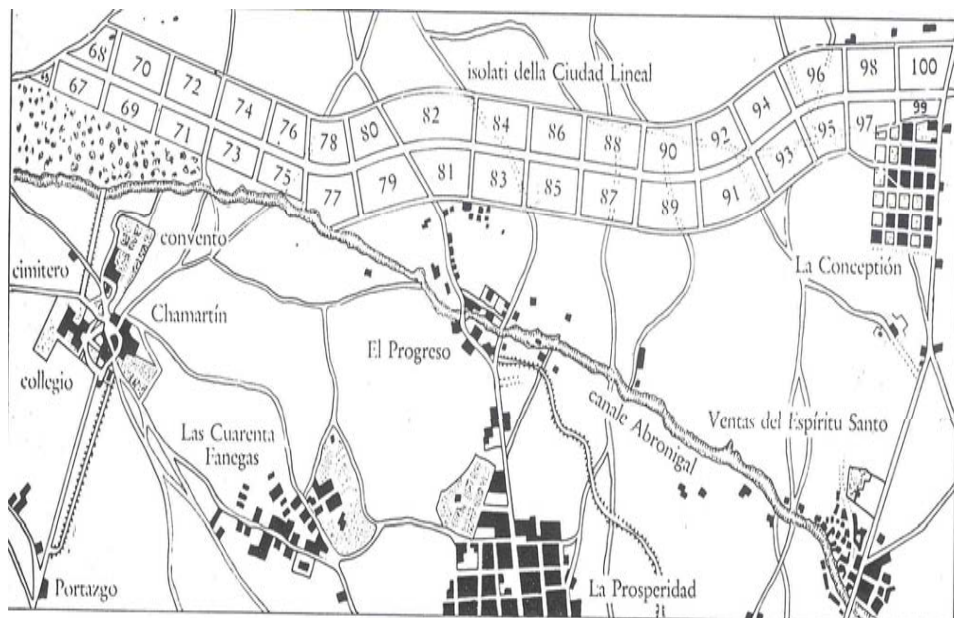 68
70
72
74
76
78
80
82
84
86
88
90
92
94
96
98
100
67
69
71
73
75
77
79
81
83
85
87
89
91
93
95
97
99
isolati della Ciudad Lineal
convento
cimitero
Chamartín
collegio
El Progreso
La Conceptión
canale Abronigal
Ventas del Espíritu Santo
Las Cuarenta
Fanegas
Portazgo
La Prosperidad